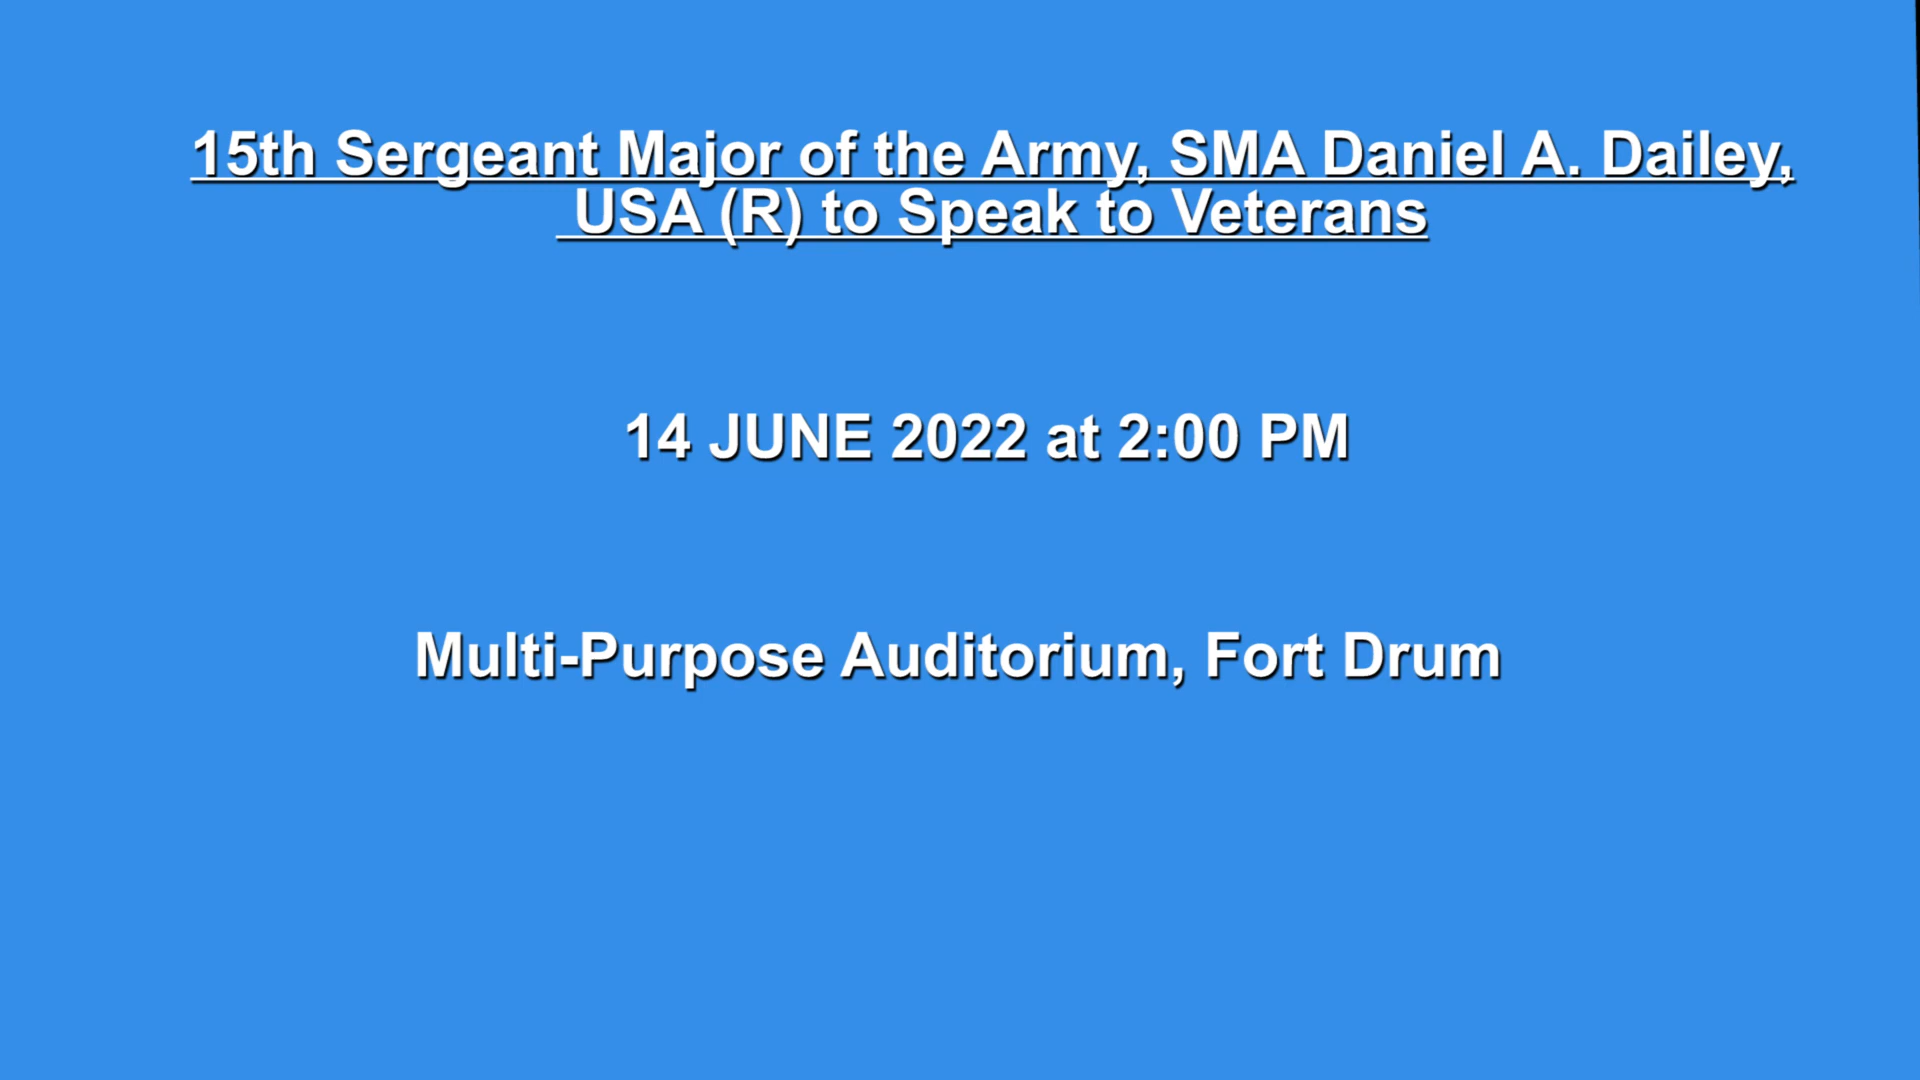 15th Sergeant Major of the Army, SMA Daniel A. Dailey,
USA (R) to Speak to Veterans
14 JUNE 2022 at 2:00 PM
Multi-Purpose Auditorium, Fort Drum